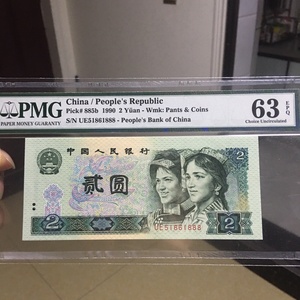 PMG
PAPER MONEY GUARANTY
China / People's Republic
Pick# 885b 1990 2 Yüan - Wmk: Pants & Coins
S/N UE51861888 - People's Bank of China
63 EPQ
Choice Uncirculated
中国人民银行
2
贰圆
2
UE51861888
2